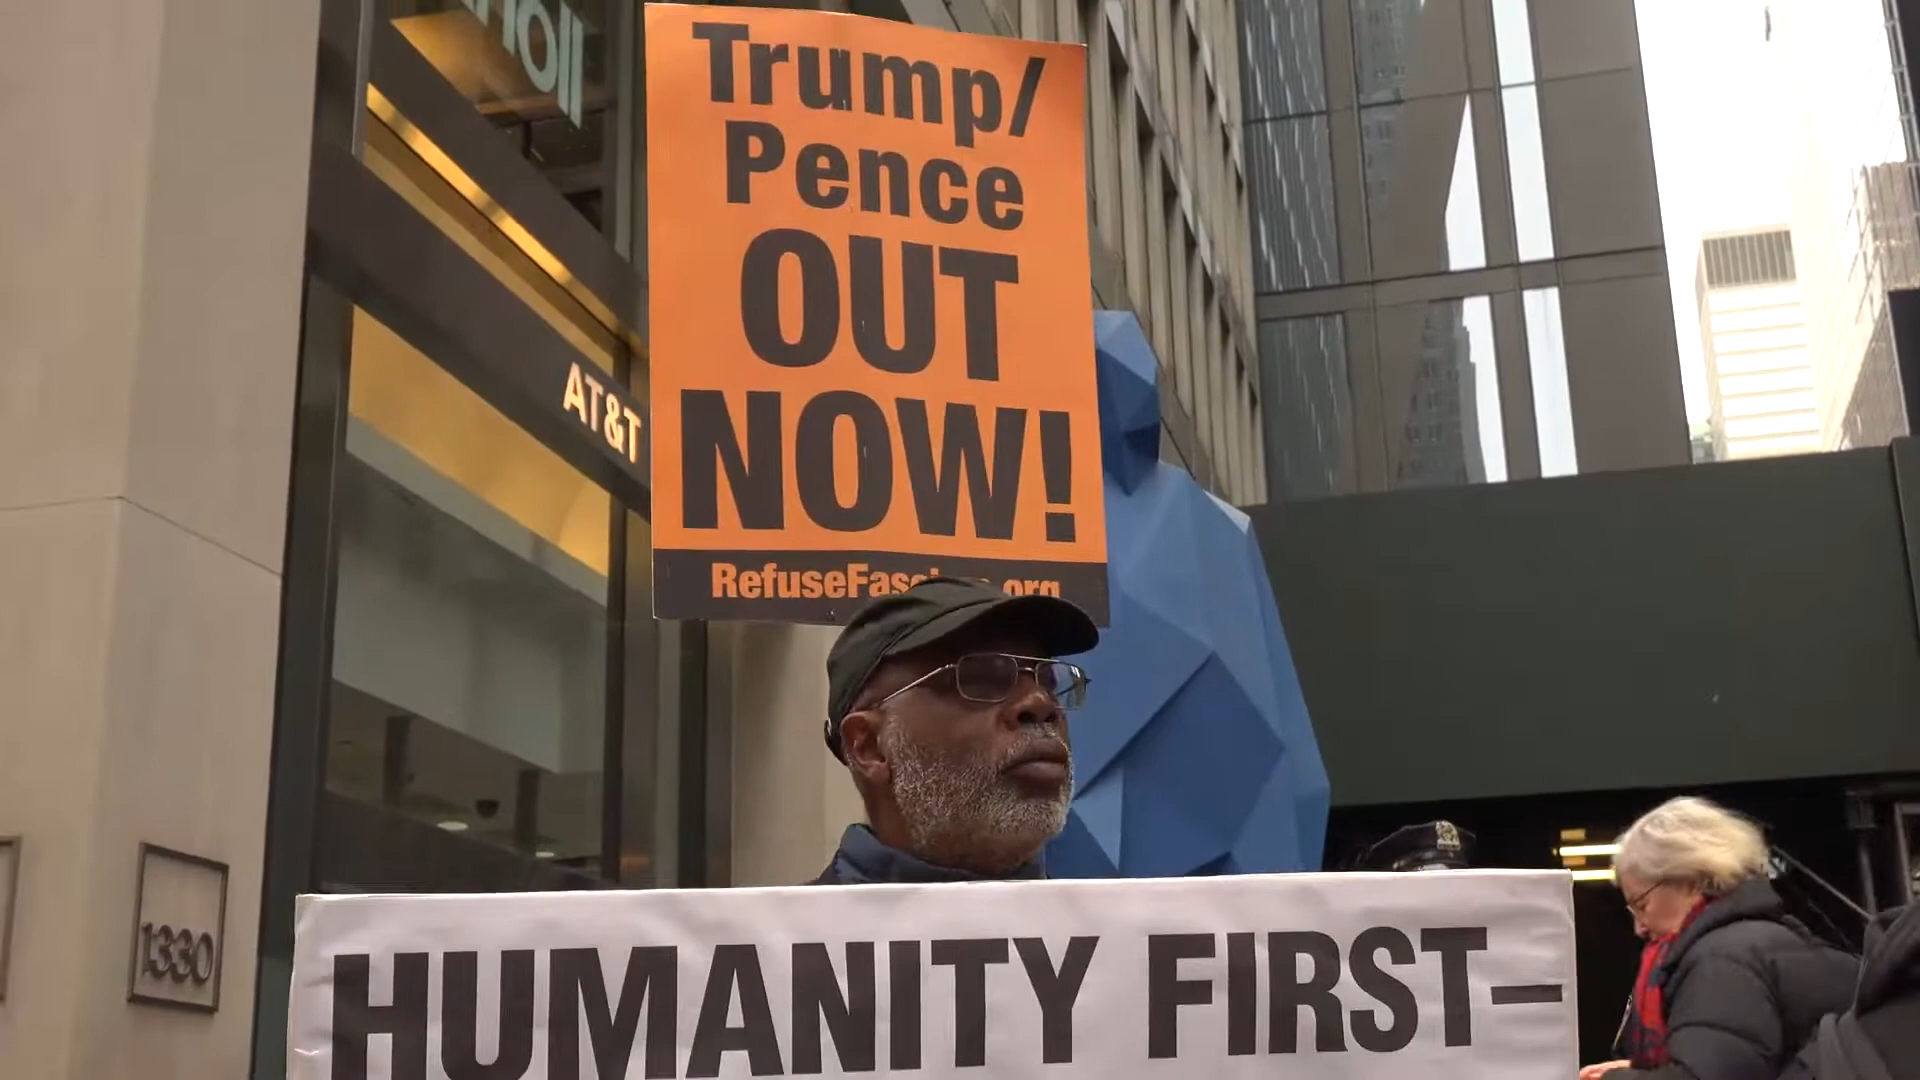 Trump/
Pence
OUT
NOW!
AT&T
1330
HUMANITY FIRST–